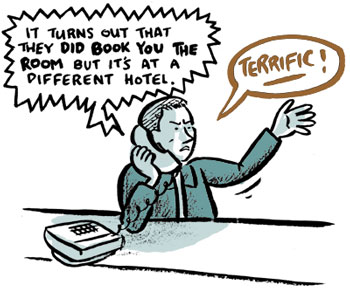 IT TURNS OUT THAT
THEY DID BOOK YOU THE
ROOM BUT IT'S AT A
DIFFERENT HOTEL.
TERRIFIC!